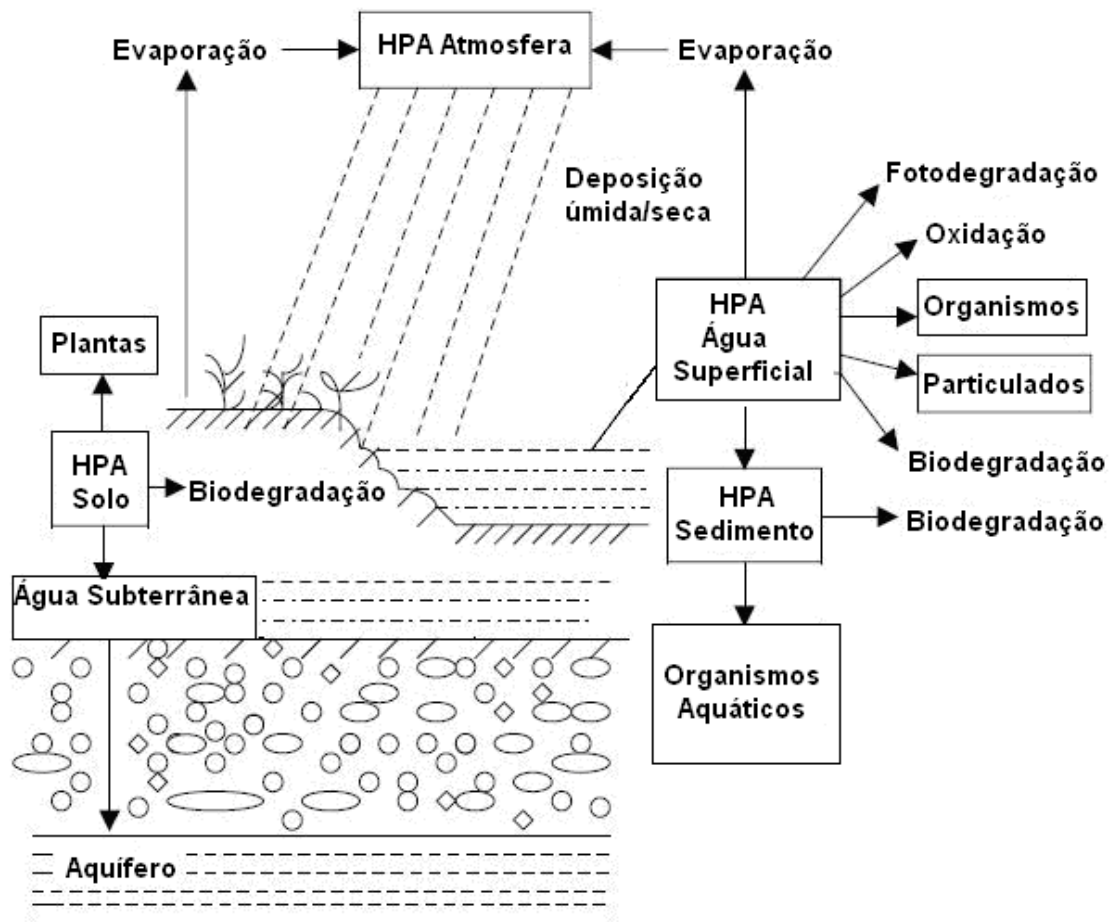 Evaporação
HPA Atmosfera
Evaporação
Deposição
úmida/seca
Fotodegradação
Oxidação
HPA
Água
Superficial
Organismos
Particulados
Biodegradação
Plantas
HPA
Solo
Biodegradação
HPA
Sedimento
Biodegradação
Água Subterrânea
Organismos
Aquáticos
Aquífero